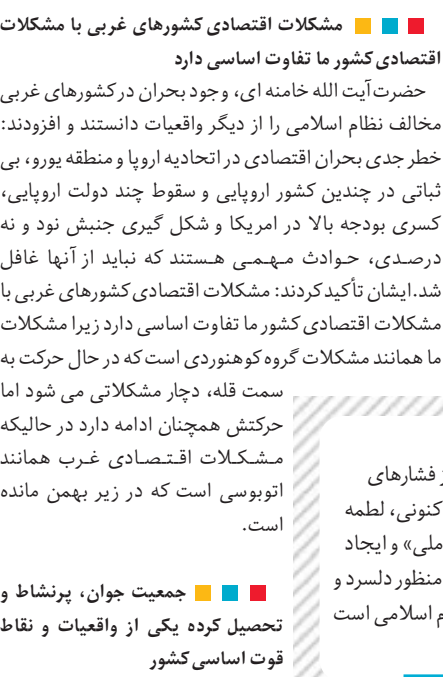 مشکلات اقتصادی کشورهای غربی با مشکلات
اقتصادی کشور ما تفاوت اساسی دارد
حضرت آیت الله خامنه ای، وجود بحران در کشورهای غربی
مخالف نظام اسلامی را از دیگر واقعیات دانستند و افزودند:
خطر جدی بحران اقتصادی در اتحادیه اروپا و منطقه یورو، بی
ثباتی در چندین کشور اروپایی و سقوط چند دولت اروپایی،
کسری بودجه بالا در امریکا و شکل گیری جنبش نود و نه
درصدی، حوادث مهمی هستند که نباید از آنها غافل
شد. ایشان تأکید کردند: مشکلات اقتصادی کشورهای غربی با
مشکلات اقتصادی کشور ما تفاوت اساسی دارد زیرا مشکلات
ما همانند مشکلات گروه کوهنوردی است که در حال حرکت به
سمت قله، دچار مشکلاتی می شود اما
حرکتش همچنان ادامه دارد در حالیکه
مشکلات اقتصادی غرب همانند
اتوبوسی است که در زیر بهمن مانده
است.
جمعیت جوان، پرنشاط و
تحصیل کرده یکی از واقعیات و نقاط
قوت اساسی کشور
فشارهای
کنونی، لطمه
ملی» و ایجاد
منظور دلسرد و
اسلامی است